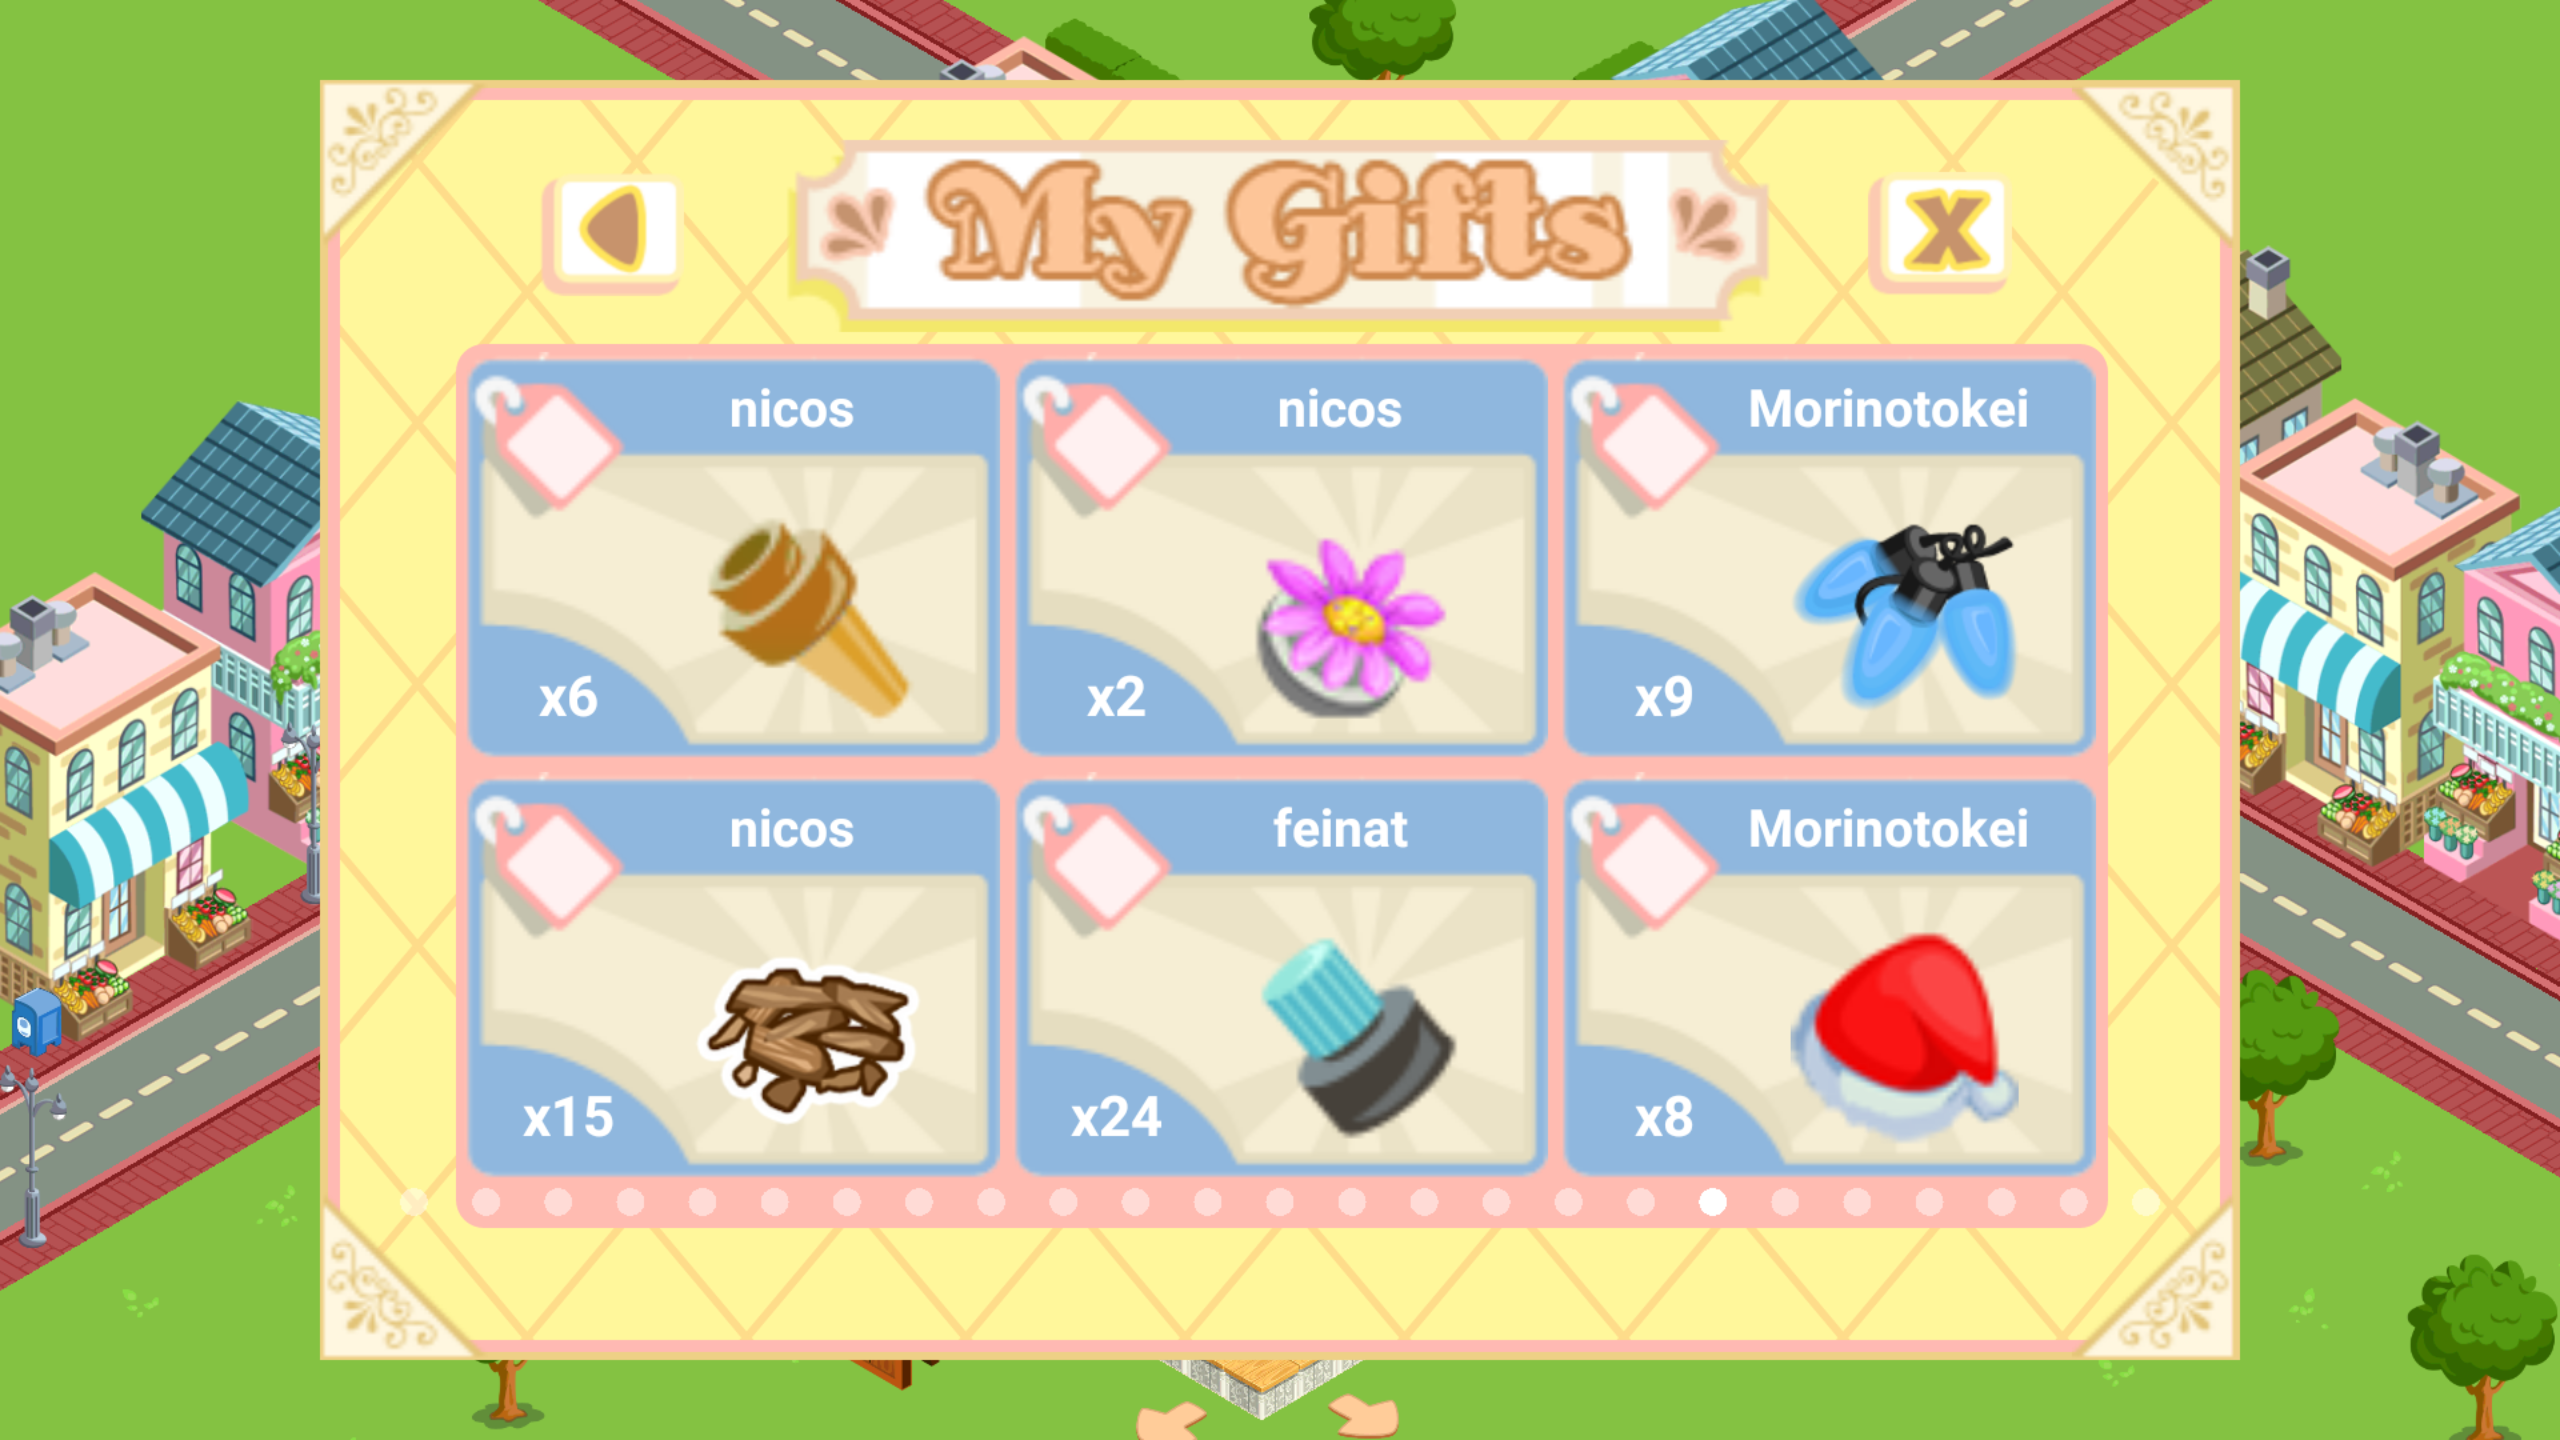 My Gifts
X
nicos
nicos
Morinotokei
x6
x2
x9
nicos
feinat
Morinotokei
x15
x24
x8